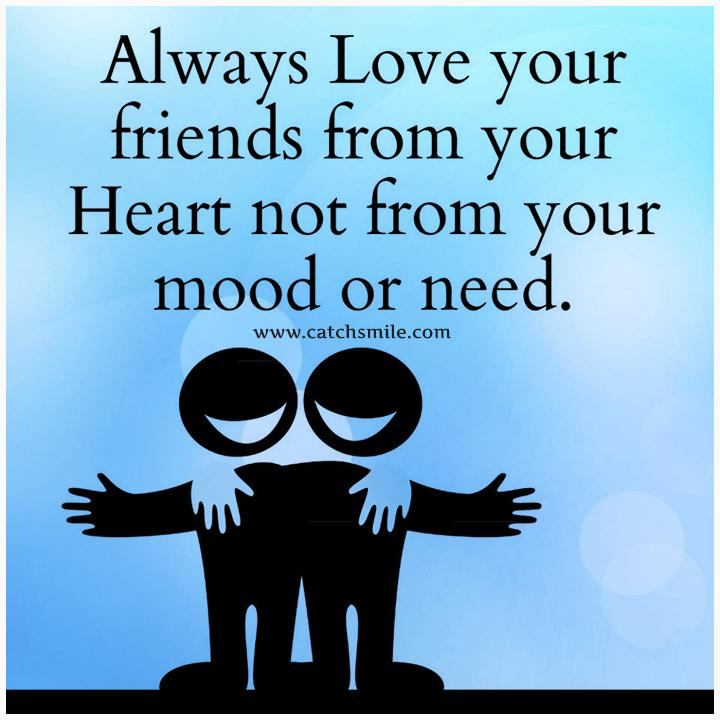 Always Love your
friends from your
Heart not from your
mood or need.
www.catchsmile.com